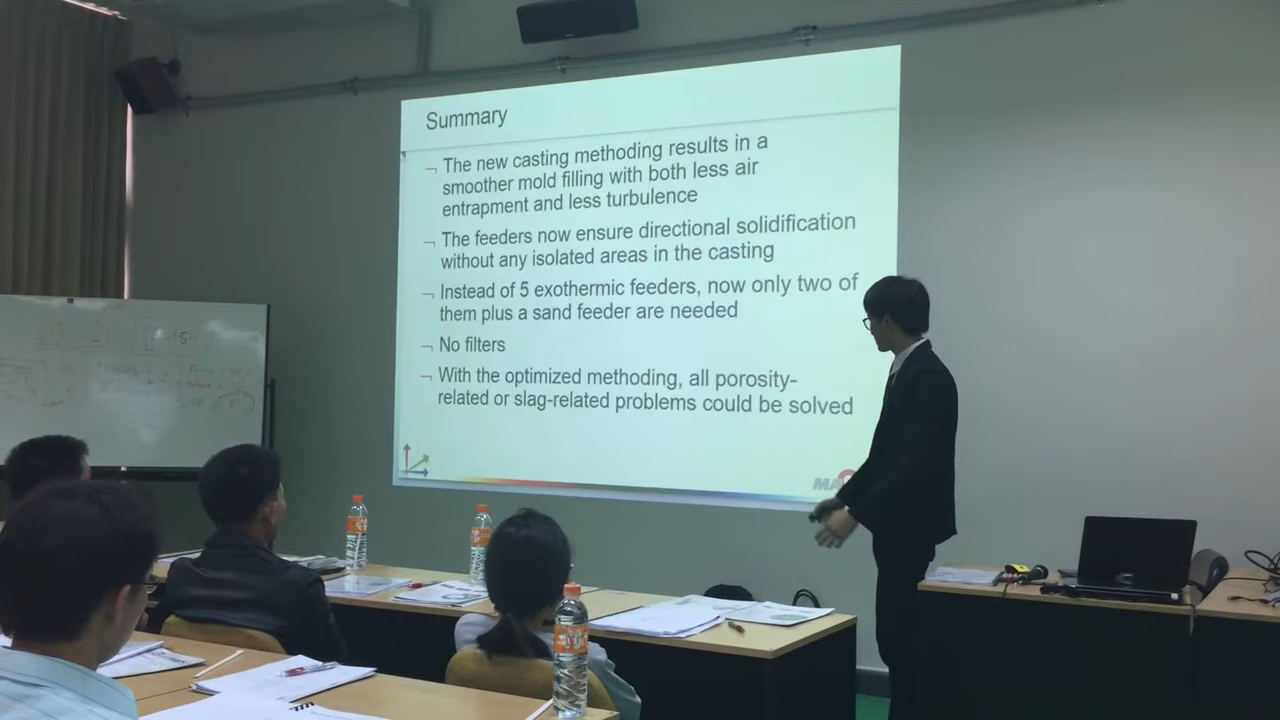 Summary
¬ The new casting methoding results in a
smoother mold filling with both less air
entrapment and less turbulence
¬ The feeders now ensure directional solidification
without any isolated areas in the casting
¬ Instead of 5 exothermic feeders, now only two of
them plus a sand feeder are needed
¬ No filters
¬ With the optimized methoding, all porosity-
related or slag-related problems could be solved
MA